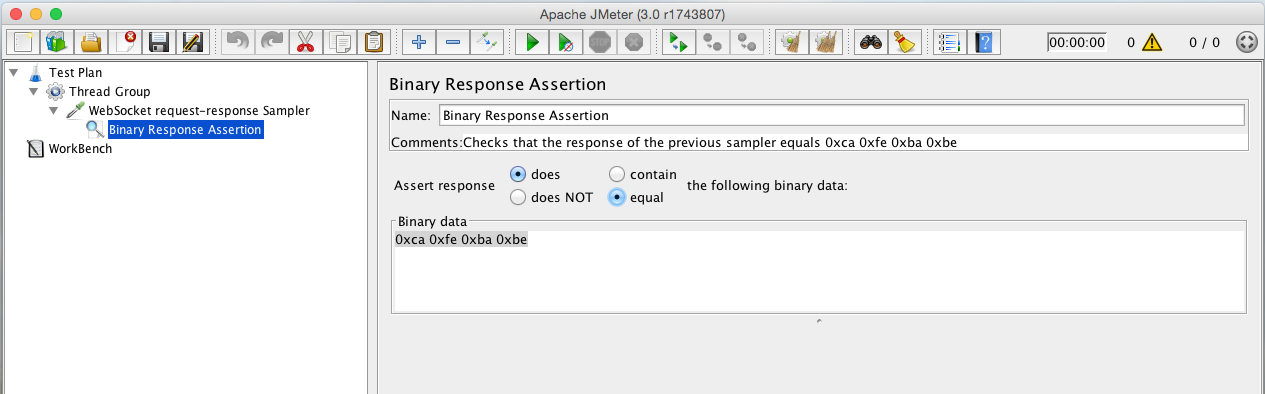 Apache JMeter (3.0 r1743807)
STOP
00:00:00 0 0 / 0
Test Plan
Thread Group
WebSocket request-response Sampler
Binary Response Assertion
WorkBench
Binary Response Assertion
Name: Binary Response Assertion
Comments: Checks that the response of the previous sampler equals 0xca 0xfe 0xba 0xbe
Assert response
does
does NOT
contain
equal
the following binary data:
Binary data
0xca 0xfe 0xba 0xbe